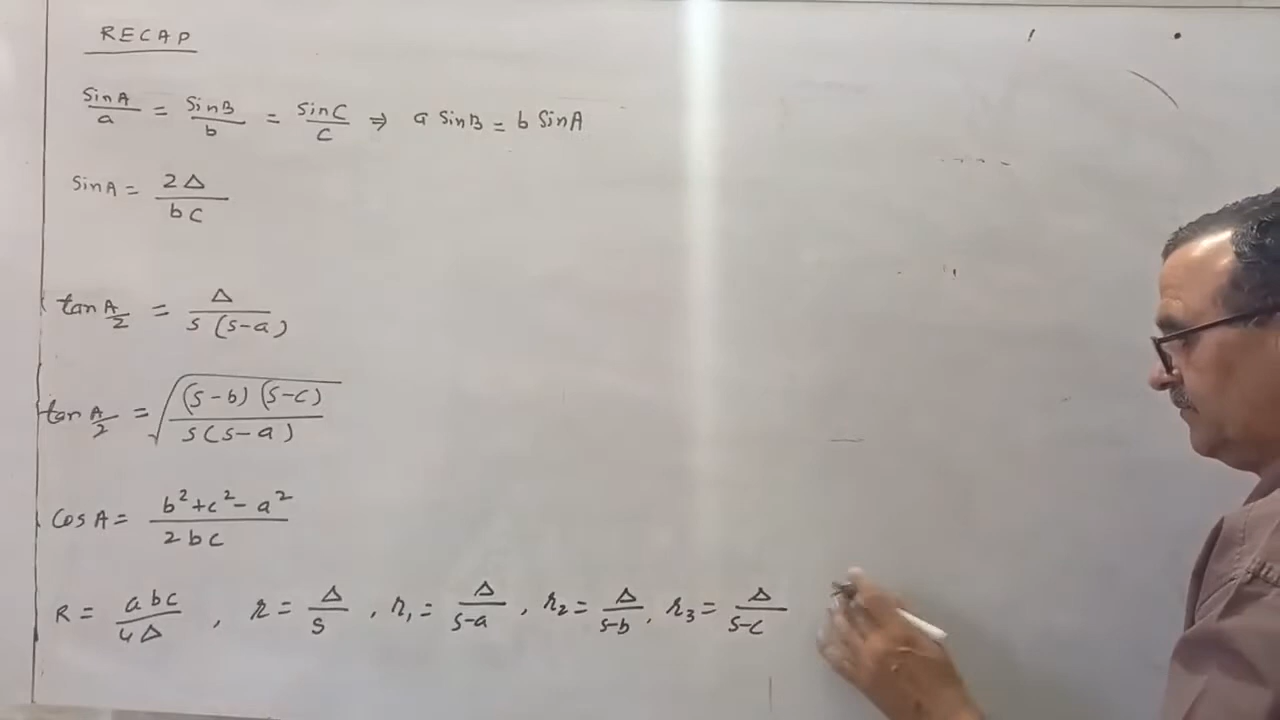 RECAP
SinA/a = SinB/b = SinC/c ⇒ a SinB = b SinA
SinA = 2Δ/bc
tan A/2 = Δ/s(s-a)
tan A/2 = √((s-b)(s-c)/s(s-a))
CosA = b²+c²-a²/2bc
R = abc/4Δ , r = Δ/s , r₁ = Δ/s-a , r₂ = Δ/s-b , r₃ = Δ/s-c